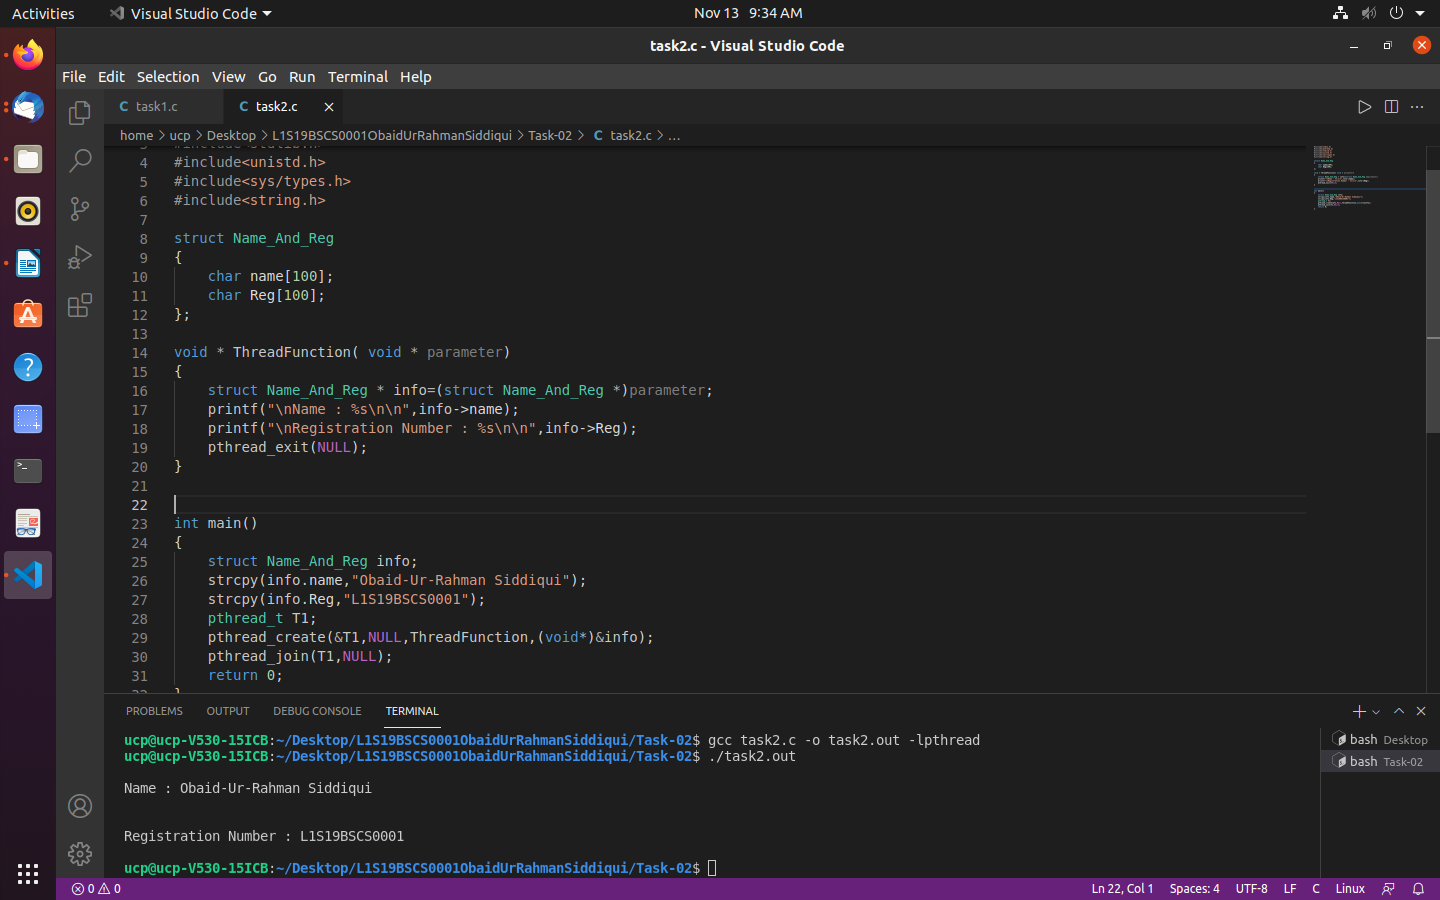 Activities
Visual Studio Code
Nov 13 9:34 AM
task2.c - Visual Studio Code
File Edit Selection View Go Run Terminal Help
C task1.c
C task2.c
home > ucp > Desktop > L1S19BSCS0001ObaidUrRahmanSiddiqui > Task-02 > C task2.c > ...
4 #include<unistd.h>
5 #include<sys/types.h>
6 #include<string.h>
7
8 struct Name_And_Reg
9 {
10 char name[100];
11 char Reg[100];
12 };
13
14 void * ThreadFunction( void * parameter)
15 {
16 struct Name_And_Reg * info=(struct Name_And_Reg *)parameter;
17 printf("\nName : %s\n\n",info->name);
18 printf("\nRegistration Number : %s\n\n",info->Reg);
19 pthread_exit(NULL);
20 }
21
22
23 int main()
24 {
25 struct Name_And_Reg info;
26 strcpy(info.name,"Obaid-Ur-Rahman Siddiqui");
27 strcpy(info.Reg,"L1S19BSCS0001");
28 pthread_t T1;
29 pthread_create(&T1,NULL,ThreadFunction,(void*)&info);
30 pthread_join(T1,NULL);
31 return 0;
PROBLEMS OUTPUT DEBUG CONSOLE TERMINAL
ucp@ucp-V530-15ICB:~/Desktop/L1S19BSCS0001ObaidUrRahmanSiddiqui/Task-02$ gcc task2.c -o task2.out -lpthread
ucp@ucp-V530-15ICB:~/Desktop/L1S19BSCS0001ObaidUrRahmanSiddiqui/Task-02$ ./task2.out
Name : Obaid-Ur-Rahman Siddiqui
Registration Number : L1S19BSCS0001
ucp@ucp-V530-15ICB:~/Desktop/L1S19BSCS0001ObaidUrRahmanSiddiqui/Task-02$
bash Desktop
bash Task-02
0 0
Ln 22, Col 1 Spaces: 4 UTF-8 LF C Linux